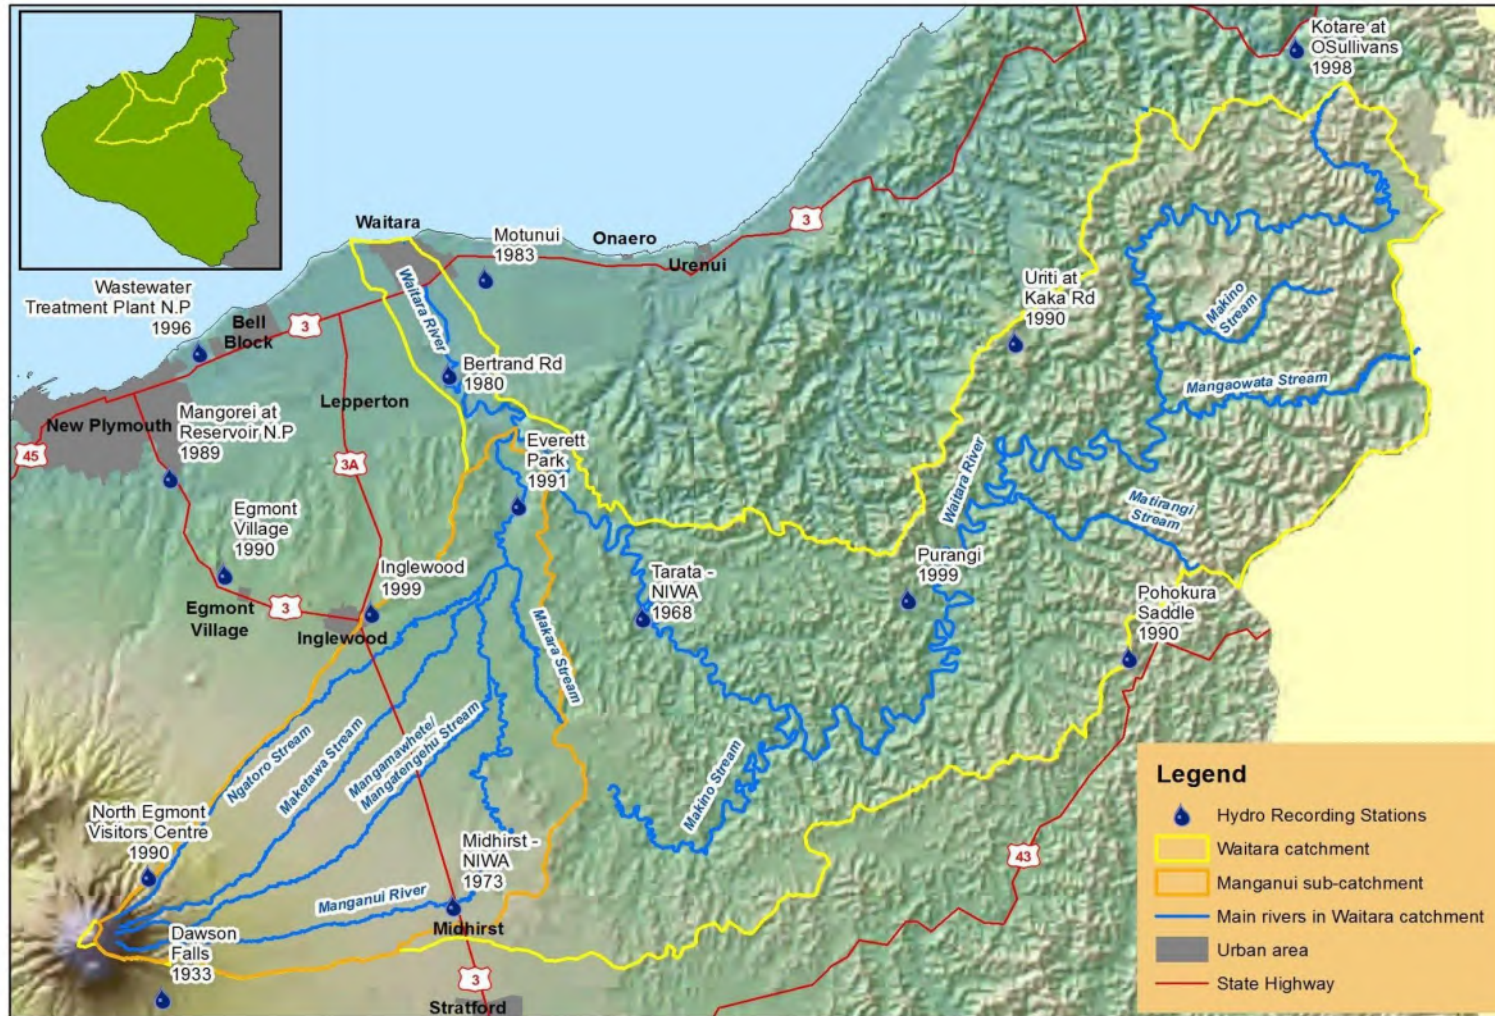 Kotare at
OSullivans
1998
Waitara
Motunui
1983
Onaero
Urenui
3
Wastewater
Treatment Plant N.P
1996
Bell
Block
3
Waitara River
Uriti at
Kaka Rd
1990
Makino
Stream
Bertrand Rd
1980
Mangaowata Stream
Lepperton
New Plymouth
Mangorei at
Reservoir N.P
1989
45
3A
Everett
Park
1991
Waitara River
Matirangi
Stream
Egmont
Village
1990
Inglewood
1999
Tarata -
NIWA
1968
Purangi
1999
Pohokura
Saddle
1990
Egmont
Village
3
Inglewood
Makara Stream
Ngatoro Stream
Maketawa Stream
Mangamawhete/
Mangatengehu Stream
Makino Stream
North Egmont
Visitors Centre
1990
Midhirst -
NIWA
1973
Manganui River
Midhirst
Dawson
Falls
1933
3
Stratford
43
Legend
Hydro Recording Stations
Waitara catchment
Manganui sub-catchment
Main rivers in Waitara catchment
Urban area
State Highway